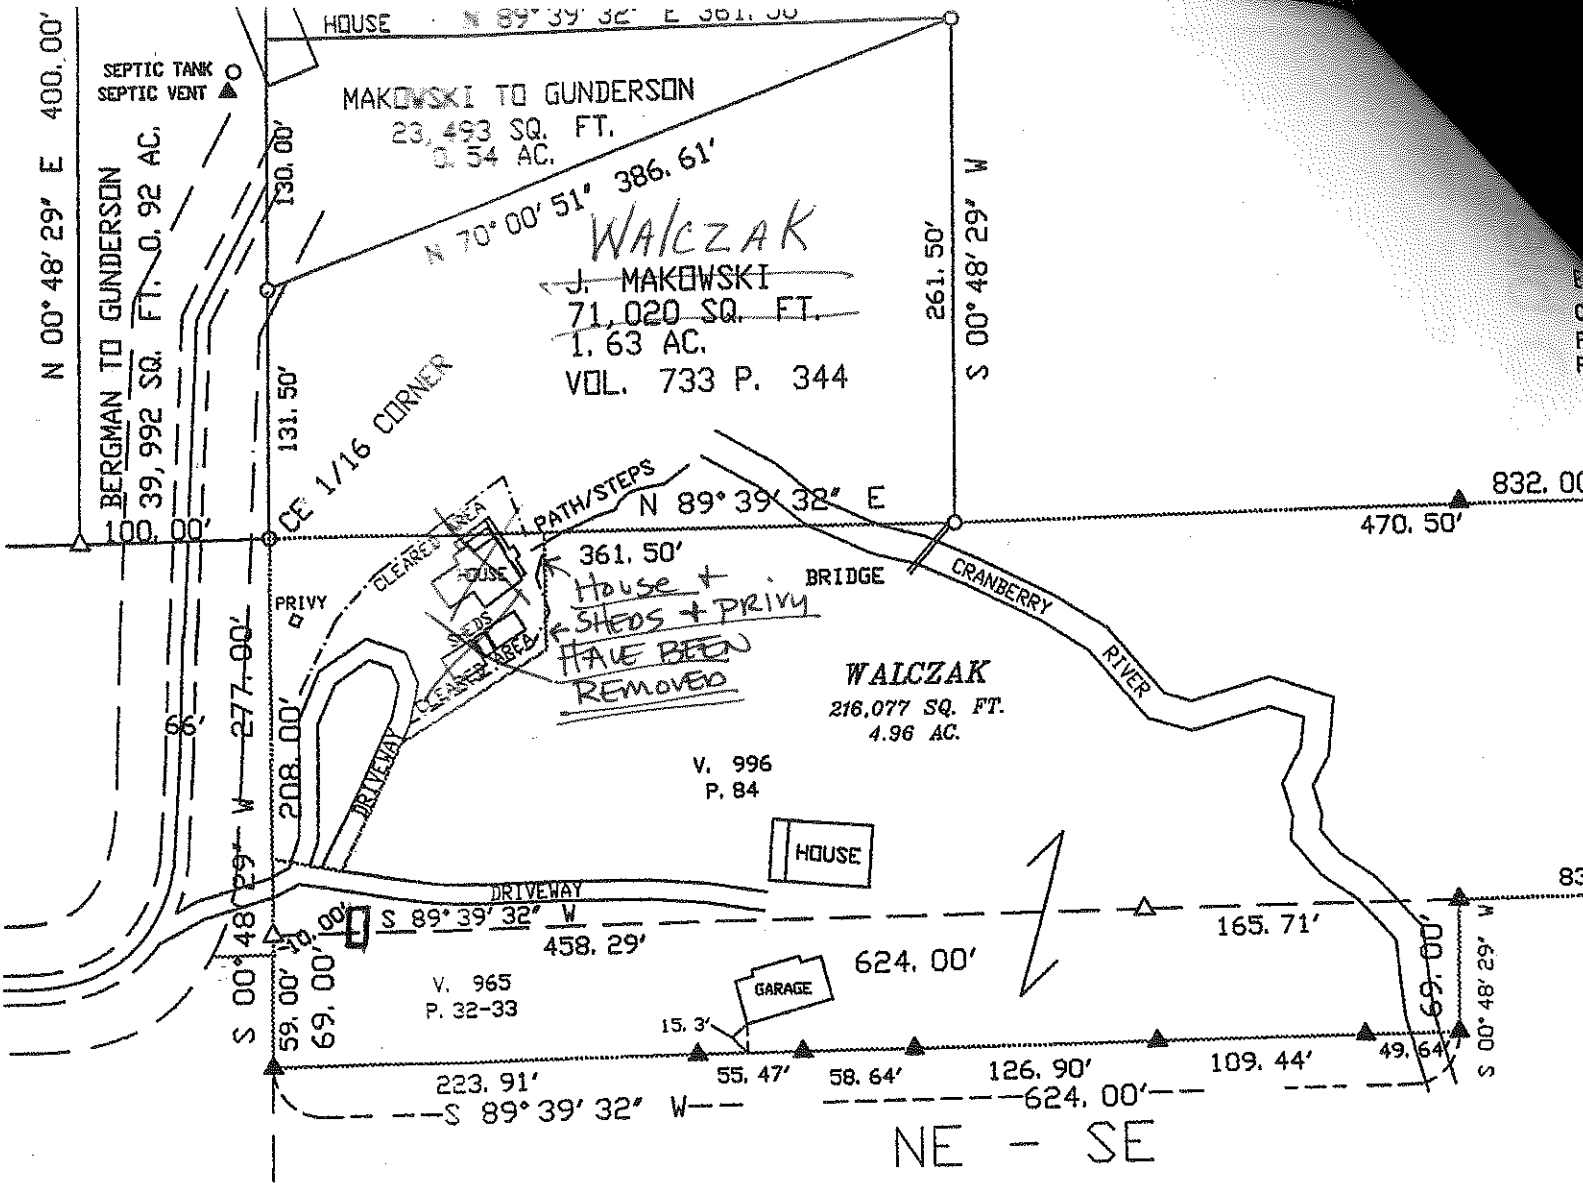 HOUSE
N 89° 39' 32" E 361.50'
N 00° 48' 29" E 400.00'
SEPTIC TANK
SEPTIC VENT
MAKOWSKI TO GUNDERSON
23,493 SQ. FT.
0.54 AC.
BERGMAN TO GUNDERSON
39,992 SQ. FT. 0.92 AC.
130.00'
N 70° 00' 51" 386.61'
WALCZAK
J. MAKOWSKI
71,020 SQ. FT.
1.63 AC.
VOL. 733 P. 344
261.50'
S 00° 48' 29" W
131.50'
CE 1/16 CORNER
PATH/STEPS
N 89° 39' 32" E
832.00
470.50'
100.00'
CLEARED AREA
HOUSE
361.50'
BRIDGE
CRANBERRY
RIVER
PRIVY
SHEDS
CLEARED AREA
House +
SHEDS + PRIVY
HAVE BEEN
REMOVED
WALCZAK
216,077 SQ. FT.
4.96 AC.
66'
S 00° 48' 29" W 277.00'
208.00'
DRIVEWAY
V. 996
P. 84
HOUSE
DRIVEWAY
83
10.00'
S 89° 39' 32" W
458.29'
165.71'
624.00'
69.00'
S 00° 48' 29" W
59.00'
69.00'
V. 965
P. 32-33
GARAGE
15.3'
223.91'
55.47'
58.64'
126.90'
109.44'
49.64'
S 89° 39' 32" W
624.00'
NE - SE